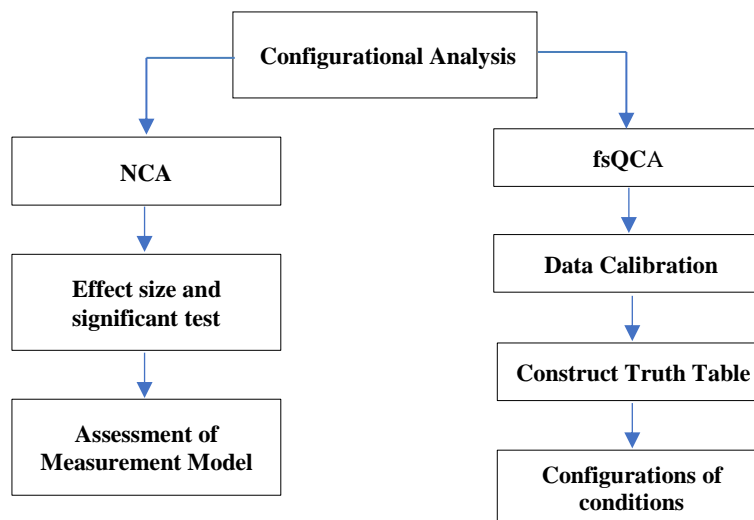 Configurational Analysis
NCA
fsQCA
Effect size and
significant test
Data Calibration
Construct Truth Table
Assessment of
Measurement Model
Configurations of
conditions